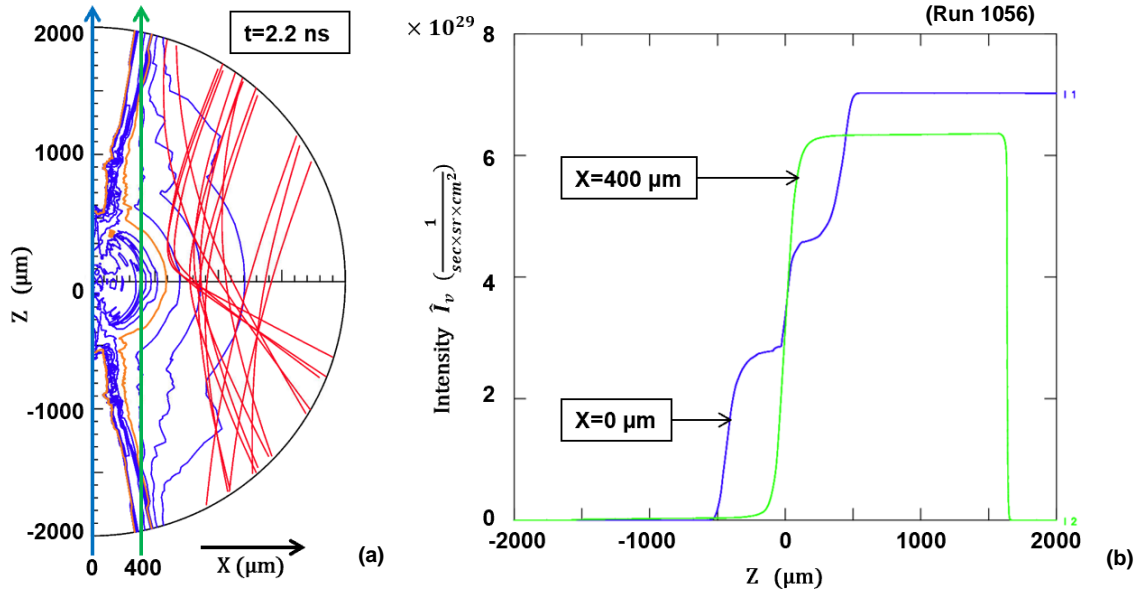 t=2.2 ns
2000
1000
0
-1000
-2000
Z (μm)
0 400
X (μm)
(a)
× 10^29
(Run 1056)
8
6
4
2
0
Intensity Î_ν (1/sec×sr×cm²)
X=400 μm
X=0 μm
I 1
I 2
-2000 -1000 0 1000 2000
Z (μm)
(b)